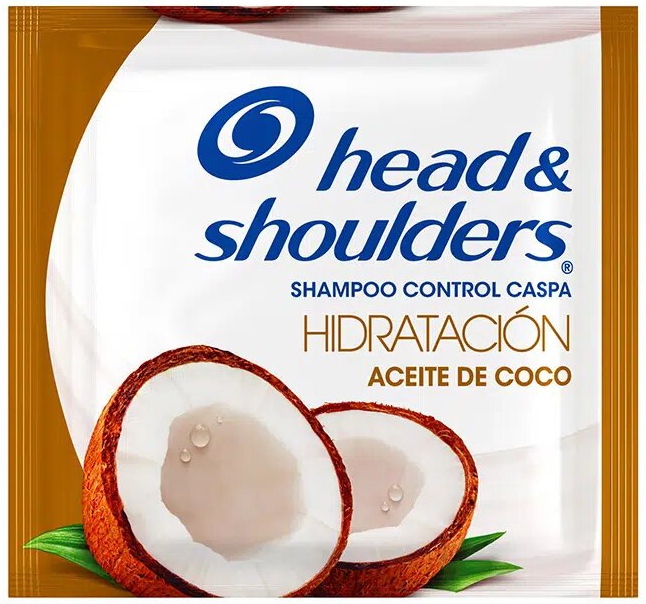 head &
shoulders®
SHAMPOO CONTROL CASPA
HIDRATACIÓN
ACEITE DE COCO